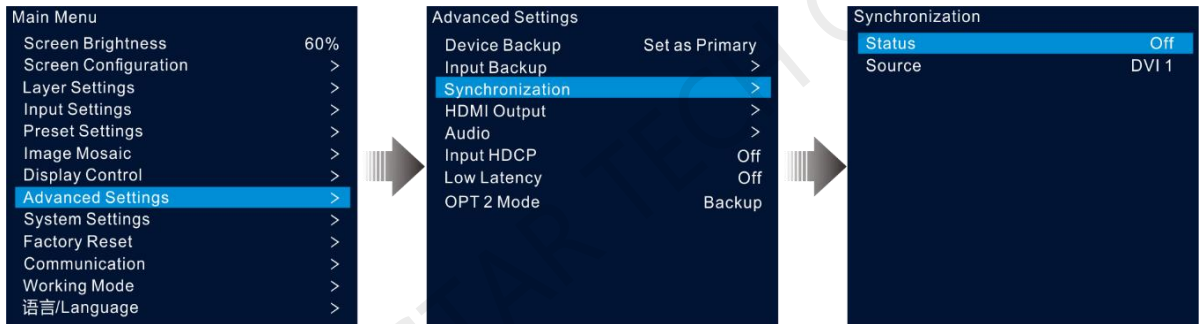 Main Menu
Screen Brightness 60%
Screen Configuration >
Layer Settings >
Input Settings >
Preset Settings >
Image Mosaic >
Display Control >
Advanced Settings >
System Settings >
Factory Reset >
Communication >
Working Mode >
语言/Language >
Advanced Settings
Device Backup Set as Primary
Input Backup >
Synchronization >
HDMI Output >
Audio >
Input HDCP Off
Low Latency Off
OPT 2 Mode Backup
Synchronization
Status Off
Source DVI 1